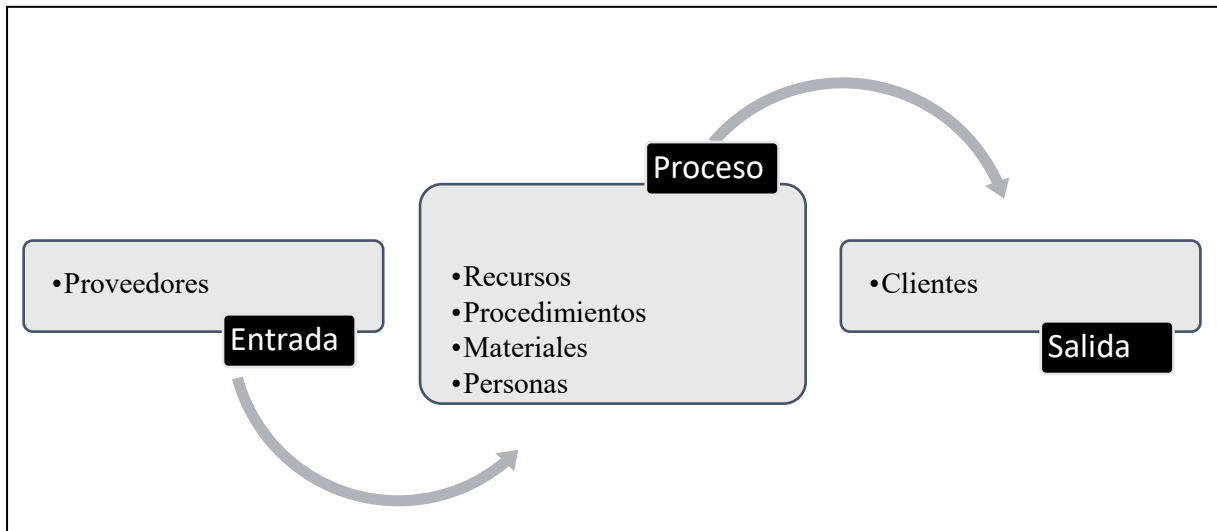 •Proveedores
Entrada
Proceso
•Recursos
•Procedimientos
•Materiales
•Personas
•Clientes
Salida